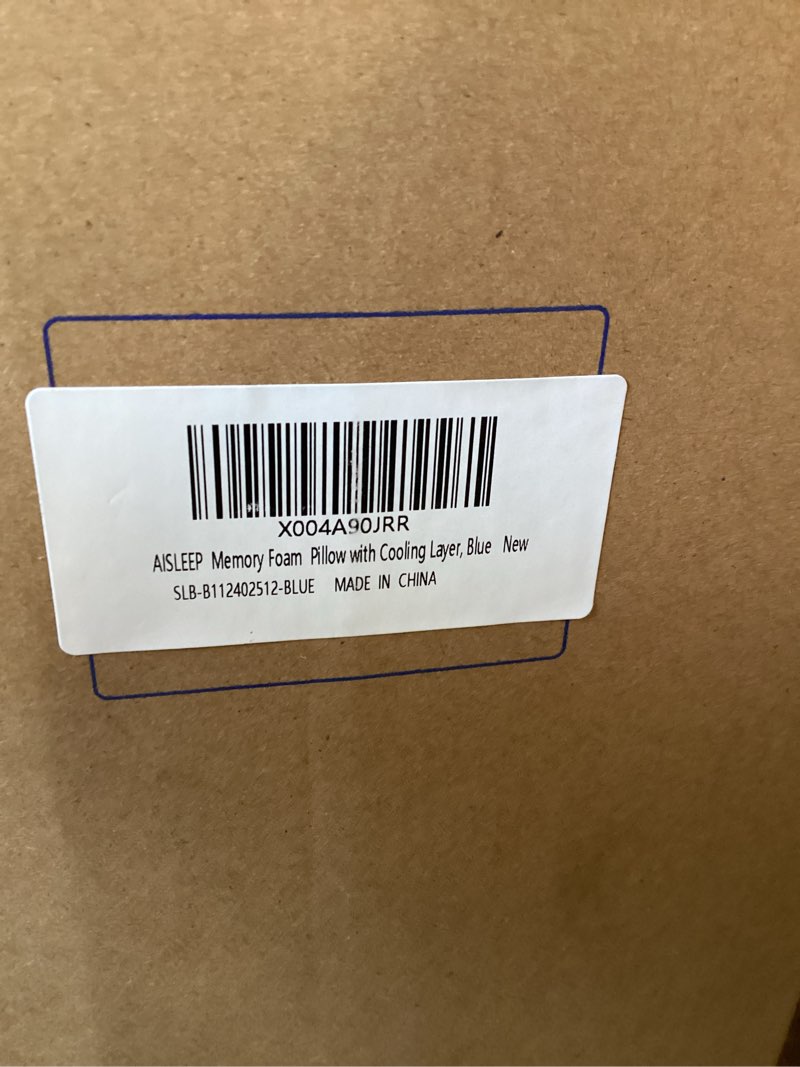 X004A90JRR
AISLEEP Memory Foam Pillow with Cooling Layer, Blue New
SLB-B112402512-BLUE MADE IN CHINA